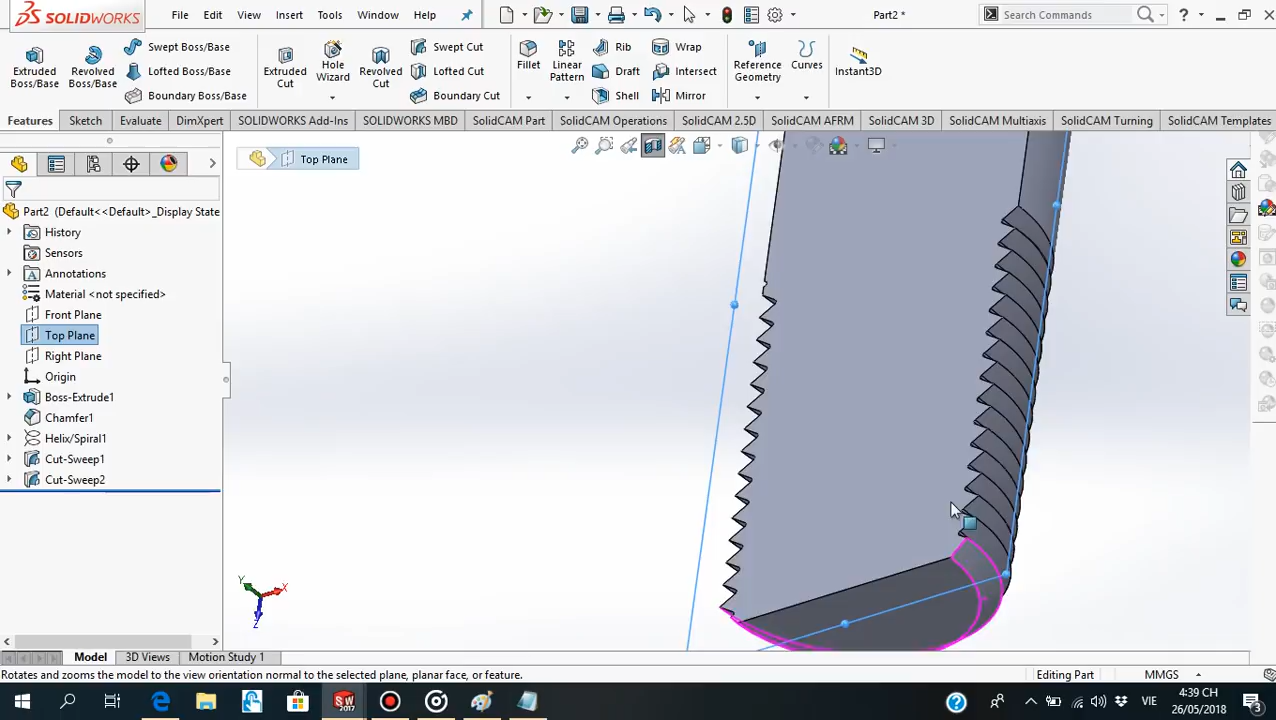 SOLIDWORKS
File Edit View Insert Tools Window Help
Part2 *
Search Commands
Extruded Boss/Base
Revolved Boss/Base
Swept Boss/Base
Lofted Boss/Base
Boundary Boss/Base
Extruded Cut
Hole Wizard
Revolved Cut
Swept Cut
Lofted Cut
Boundary Cut
Fillet
Linear Pattern
Rib
Draft
Shell
Wrap
Intersect
Mirror
Reference Geometry
Curves
Instant3D
Features Sketch Evaluate DimXpert SOLIDWORKS Add-Ins SOLIDWORKS MBD SolidCAM Part SolidCAM Operations SolidCAM 2.5D SolidCAM AFRM SolidCAM 3D SolidCAM Multiaxis SolidCAM Turning SolidCAM Templates
Top Plane
Part2 (Default<<Default>_Display State
History
Sensors
Annotations
Material <not specified>
Front Plane
Top Plane
Right Plane
Origin
Boss-Extrude1
Chamfer1
Helix/Spiral1
Cut-Sweep1
Cut-Sweep2
Y X
Z
Model 3D Views Motion Study 1
Rotates and zooms the model to the view orientation normal to the selected plane, planar face, or feature.
Editing Part MMGS
SW 2017
VIE
4:39 CH
26/05/2018
3